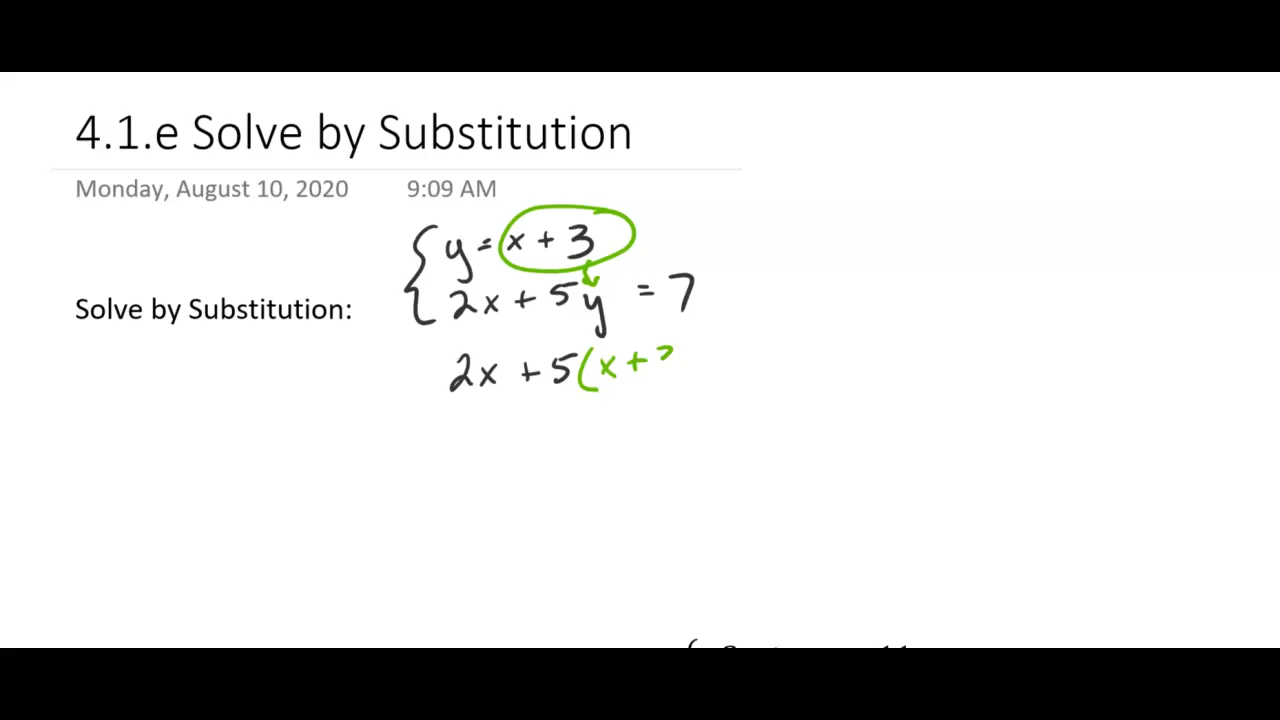 4.1.e Solve by Substitution
Monday, August 10, 2020 9:09 AM
y = x + 3
Solve by Substitution:
2x + 5y = 7
2x + 5(x +